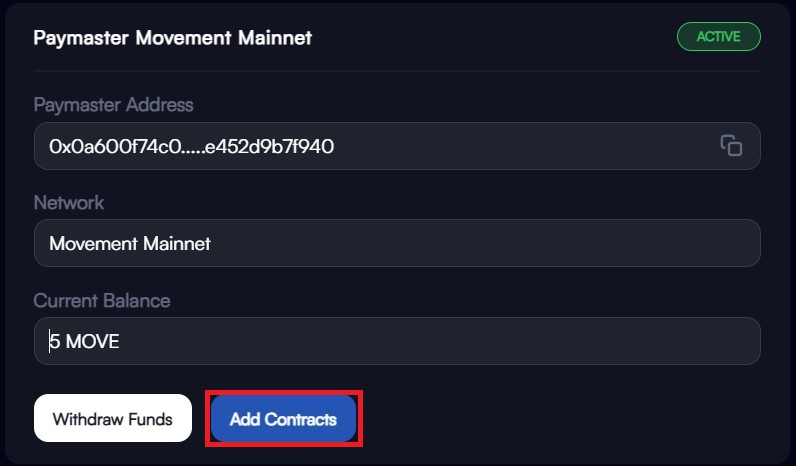 Paymaster Movement Mainnet
ACTIVE
Paymaster Address
0x0a600f74c0.....e452d9b7f940
Network
Movement Mainnet
Current Balance
5 MOVE
Withdraw Funds
Add Contracts